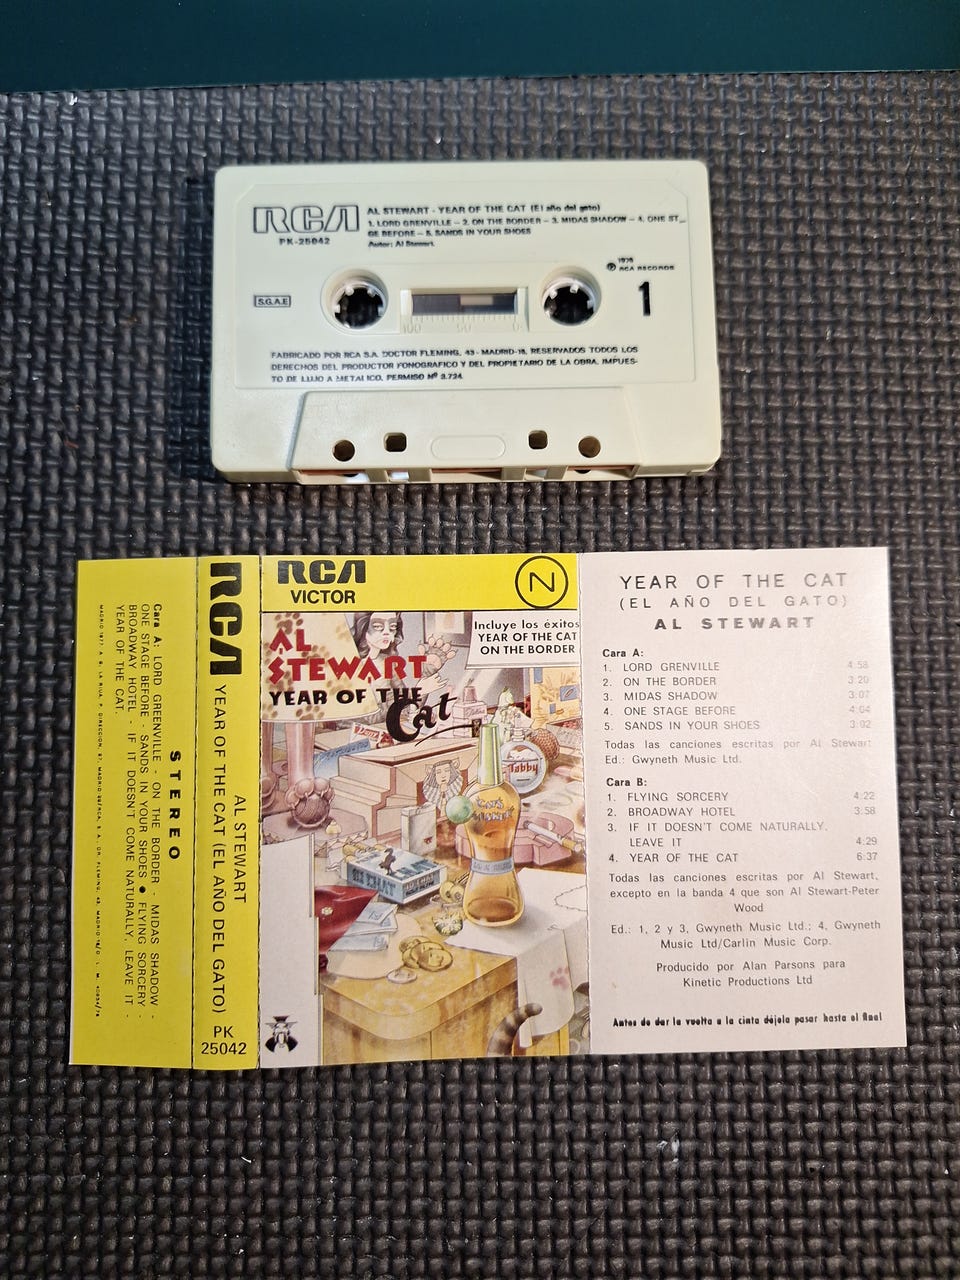 RCA
PK-25042
AL STEWART - YEAR OF THE CAT (El año del gato)
1. LORD GRENVILLE – 2. ON THE BORDER – 3. MIDAS SHADOW – 4. ONE ST_
GE BEFORE – 5. SANDS IN YOUR SHOES
Autor: Al Stewart.
S.G.A.E
℗ 1976
RCA RECORDS
1
100 50 0
FABRICADO POR RCA S.A. DOCTOR FLEMING, 43 - MADRID-16, RESERVADOS TODOS LOS
DERECHOS DEL PRODUCTOR FONOGRAFICO Y DEL PROPIETARIO DE LA OBRA. IMPUES-
TO DE LUJO A METALICO. PERMISO Nº 3.724
STEREO
Cara A: LORD GREENVILLE - ON THE BORDER - MIDAS SHADOW -
ONE STAGE BEFORE - SANDS IN YOUR SHOES ● FLYING SORCERY -
BROADWAY HOTEL - IF IT DOESN'T COME NATURALLY, LEAVE IT -
YEAR OF THE CAT.
RCA
AL STEWART
YEAR OF THE CAT (EL AÑO DEL GATO)
PK
25042
RCA
VICTOR
N
AL
STEWART
YEAR OF THE
Cat
Incluye los éxitos
YEAR OF THE CAT
ON THE BORDER
Tabby
YEAR OF THE CAT
(EL AÑO DEL GATO)
AL STEWART
Cara A:
1. LORD GRENVILLE 4:58
2. ON THE BORDER 3:20
3. MIDAS SHADOW 3:07
4. ONE STAGE BEFORE 4:04
5. SANDS IN YOUR SHOES 3:02
Todas las canciones escritas por Al Stewart
Ed.: Gwyneth Music Ltd.
Cara B:
1. FLYING SORCERY 4:22
2. BROADWAY HOTEL 3:58
3. IF IT DOESN'T COME NATURALLY,
LEAVE IT 4:29
4. YEAR OF THE CAT 6:37
Todas las canciones escritas por Al Stewart,
excepto en la banda 4 que son Al Stewart-Peter
Wood
Ed.: 1, 2 y 3, Gwyneth Music Ltd.; 4, Gwyneth
Music Ltd/Carlin Music Corp.
Producido por Alan Parsons para
Kinetic Productions Ltd
Antes de dar la vuelta a la cinta déjela pasar hasta el final